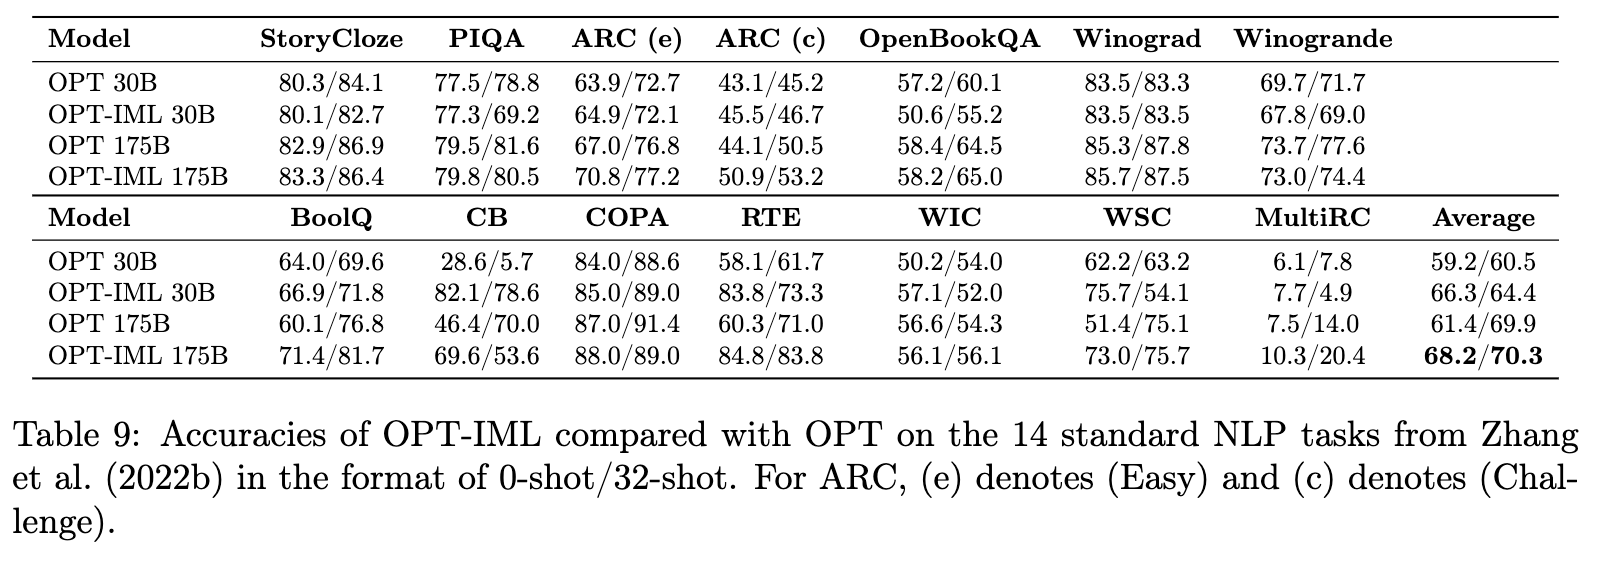 Model StoryCloze PIQA ARC (e) ARC (c) OpenBookQA Winograd Winogrande
OPT 30B 80.3/84.1 77.5/78.8 63.9/72.7 43.1/45.2 57.2/60.1 83.5/83.3 69.7/71.7
OPT-IML 30B 80.1/82.7 77.3/69.2 64.9/72.1 45.5/46.7 50.6/55.2 83.5/83.5 67.8/69.0
OPT 175B 82.9/86.9 79.5/81.6 67.0/76.8 44.1/50.5 58.4/64.5 85.3/87.8 73.7/77.6
OPT-IML 175B 83.3/86.4 79.8/80.5 70.8/77.2 50.9/53.2 58.2/65.0 85.7/87.5 73.0/74.4
Model BoolQ CB COPA RTE WIC WSC MultiRC Average
OPT 30B 64.0/69.6 28.6/5.7 84.0/88.6 58.1/61.7 50.2/54.0 62.2/63.2 6.1/7.8 59.2/60.5
OPT-IML 30B 66.9/71.8 82.1/78.6 85.0/89.0 83.8/73.3 57.1/52.0 75.7/54.1 7.7/4.9 66.3/64.4
OPT 175B 60.1/76.8 46.4/70.0 87.0/91.4 60.3/71.0 56.6/54.3 51.4/75.1 7.5/14.0 61.4/69.9
OPT-IML 175B 71.4/81.7 69.6/53.6 88.0/89.0 84.8/83.8 56.1/56.1 73.0/75.7 10.3/20.4 68.2/70.3
Table 9: Accuracies of OPT-IML compared with OPT on the 14 standard NLP tasks from Zhang
et al. (2022b) in the format of 0-shot/32-shot. For ARC, (e) denotes (Easy) and (c) denotes (Chal-
lenge).